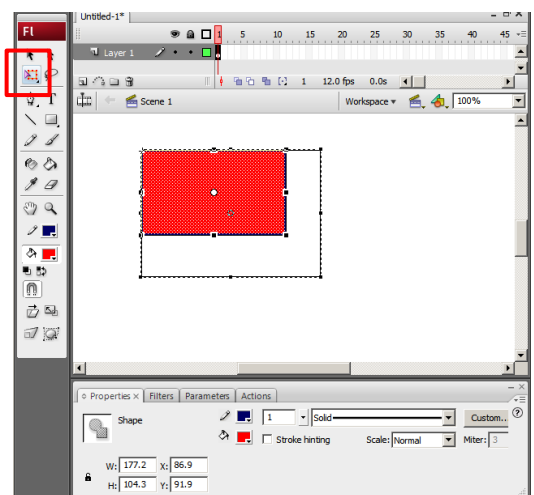 Untitled-1*
Fl
1 5 10 15 20 25 30 35 40 45
Layer 1
1 12.0 fps 0.0s
Scene 1 Workspace 100%
T
Properties × Filters Parameters Actions
Shape 1 Solid Custom..
Stroke hinting Scale: Normal Miter: 3
W: 177.2 X: 86.9
H: 104.3 Y: 91.9